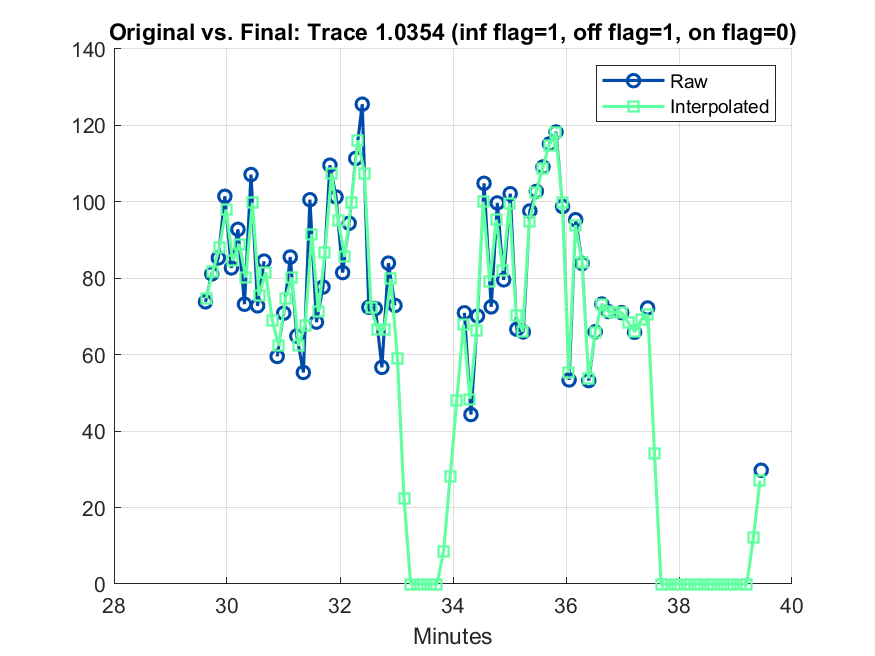 Original vs. Final: Trace 1.0354 (inf flag=1, off flag=1, on flag=0)
140
120
100
80
60
40
20
0
Raw
Interpolated
28 30 32 34 36 38 40
Minutes